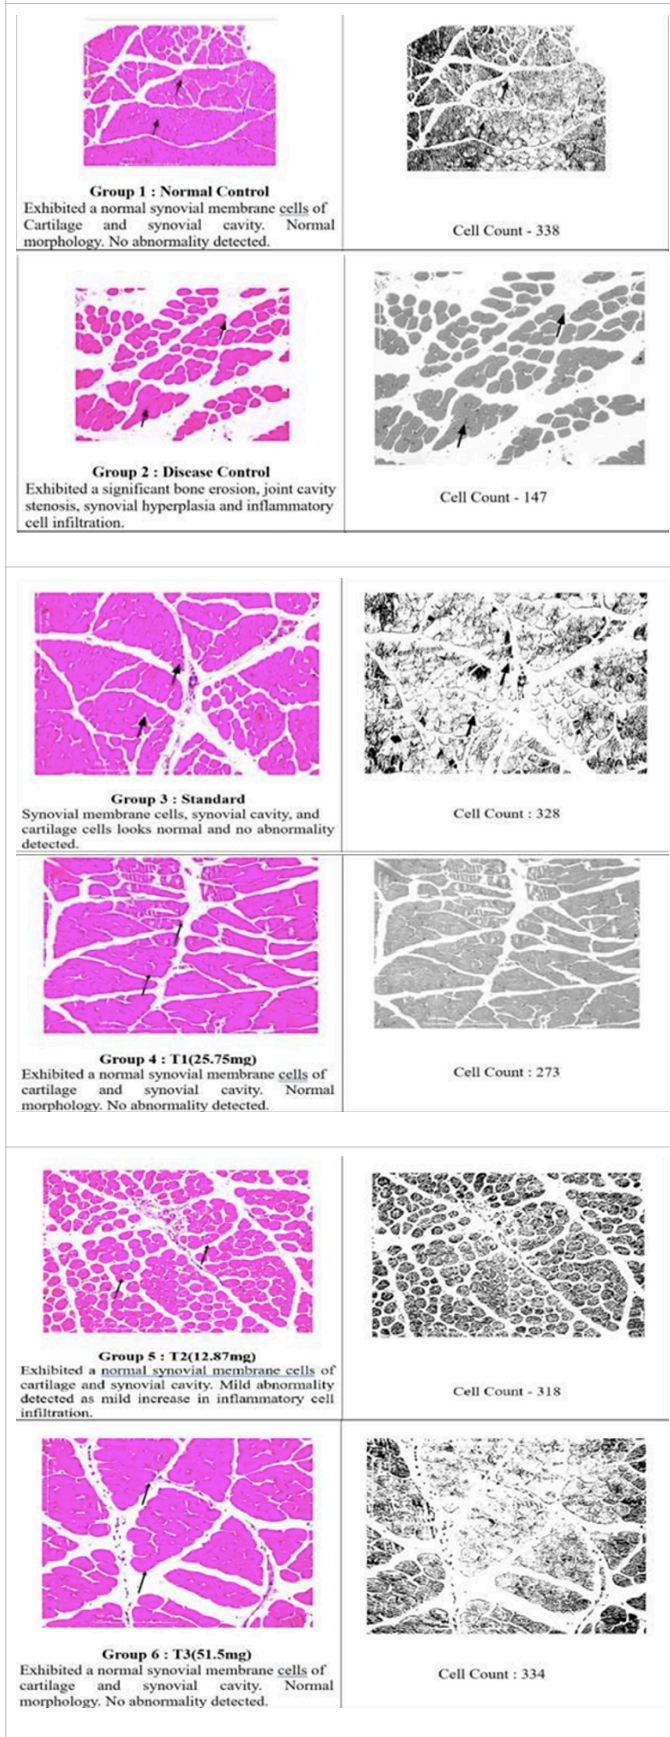 Group 1 : Normal Control
Exhibited a normal synovial membrane cells of
Cartilage and synovial cavity. Normal
morphology. No abnormality detected.
Cell Count - 338
Group 2 : Disease Control
Exhibited a significant bone erosion, joint cavity
stenosis, synovial hyperplasia and inflammatory
cell infiltration.
Cell Count - 147
Group 3 : Standard
Synovial membrane cells, synovial cavity, and
cartilage cells looks normal and no abnormality
detected.
Cell Count : 328
Group 4 : T1(25.75mg)
Exhibited a normal synovial membrane cells of
cartilage and synovial cavity. Normal
morphology. No abnormality detected.
Cell Count : 273
Group 5 : T2(12.87mg)
Exhibited a normal synovial membrane cells of
cartilage and synovial cavity. Mild abnormality
detected as mild increase in inflammatory cell
infiltration.
Cell Count - 318
Group 6 : T3(51.5mg)
Exhibited a normal synovial membrane cells of
cartilage and synovial cavity. Normal
morphology. No abnormality detected.
Cell Count : 334